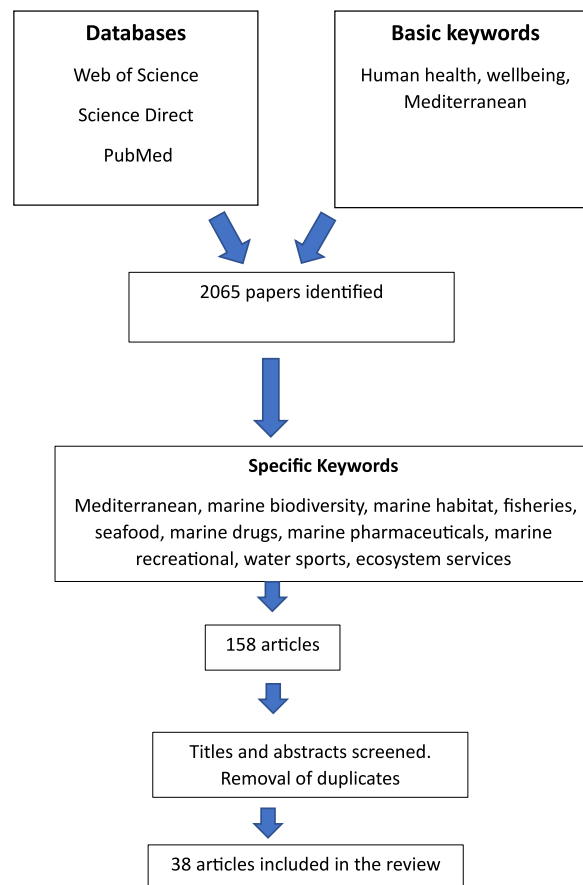 Databases
Web of Science
Science Direct
PubMed
Basic keywords
Human health, wellbeing,
Mediterranean
2065 papers identified
Specific Keywords
Mediterranean, marine biodiversity, marine habitat, fisheries,
seafood, marine drugs, marine pharmaceuticals, marine
recreational, water sports, ecosystem services
158 articles
Titles and abstracts screened.
Removal of duplicates
38 articles included in the review